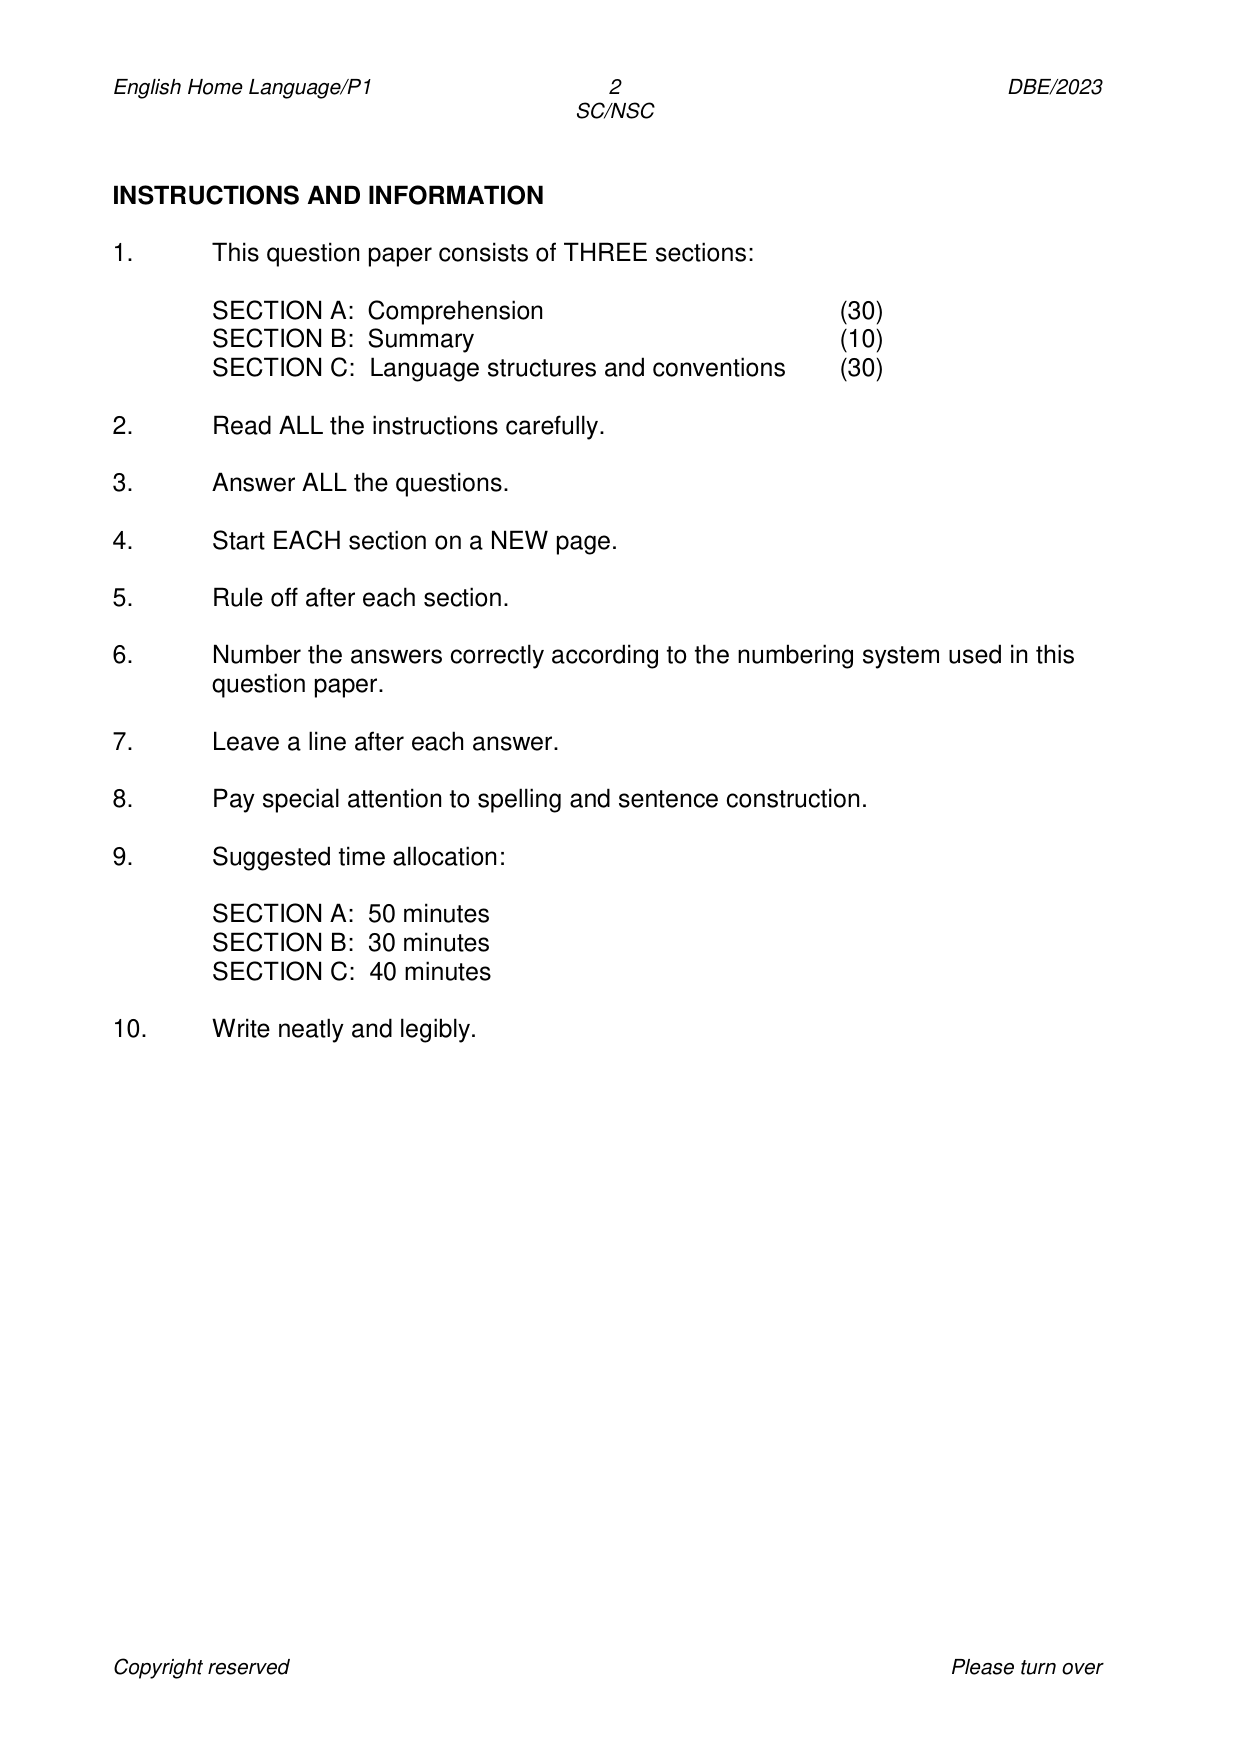 English Home Language/P1 2 DBE/2023
SC/NSC
INSTRUCTIONS AND INFORMATION
1. This question paper consists of THREE sections:
SECTION A: Comprehension (30)
SECTION B: Summary (10)
SECTION C: Language structures and conventions (30)
2. Read ALL the instructions carefully.
3. Answer ALL the questions.
4. Start EACH section on a NEW page.
5. Rule off after each section.
6. Number the answers correctly according to the numbering system used in this
question paper.
7. Leave a line after each answer.
8. Pay special attention to spelling and sentence construction.
9. Suggested time allocation:
SECTION A: 50 minutes
SECTION B: 30 minutes
SECTION C: 40 minutes
10. Write neatly and legibly.
Copyright reserved Please turn over